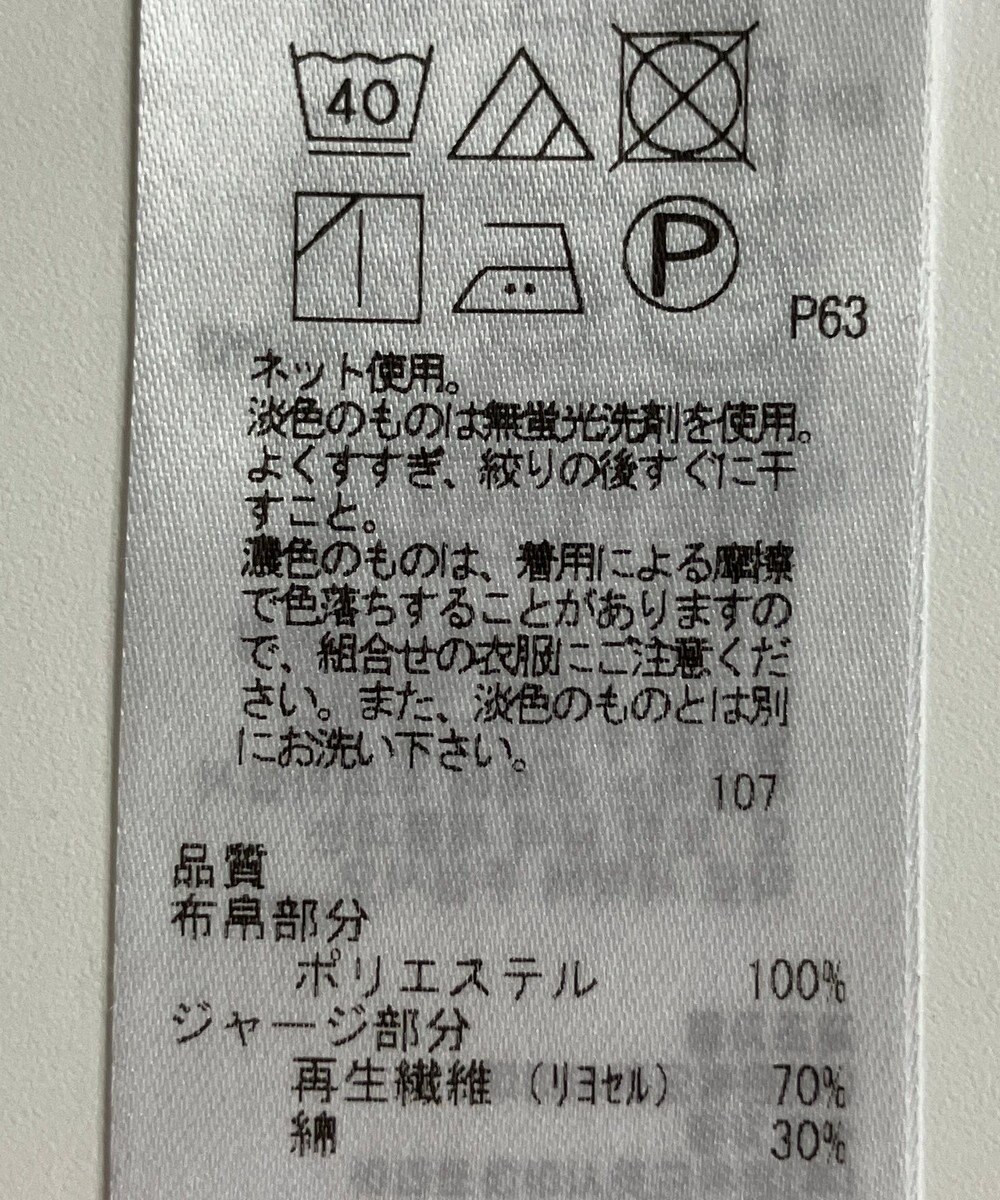 40
P
P63
ネット使用。
淡色のものは無蛍光洗剤を使用。
よくすすぎ、絞りの後すぐに干
すこと。
濃色のものは、着用による摩擦
で色落ちすることがありますの
で、組合せの衣服にご注意くだ
さい。また、淡色のものとは別
にお洗い下さい。
107
品質
布帛部分
ポリエステル 100%
ジャージ部分
再生繊維（リヨセル） 70%
綿 30%